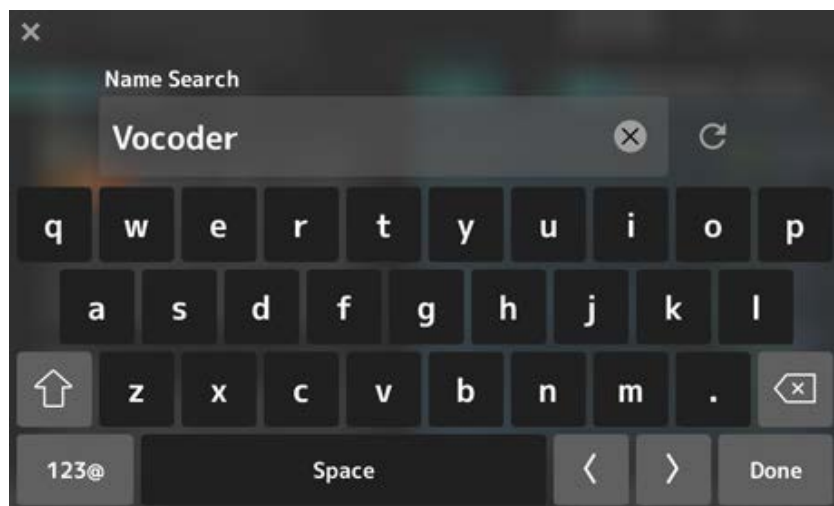 Name Search
Vocoder
q w e r t y u i o p
a s d f g h j k l
z x c v b n m .
123@ Space Done